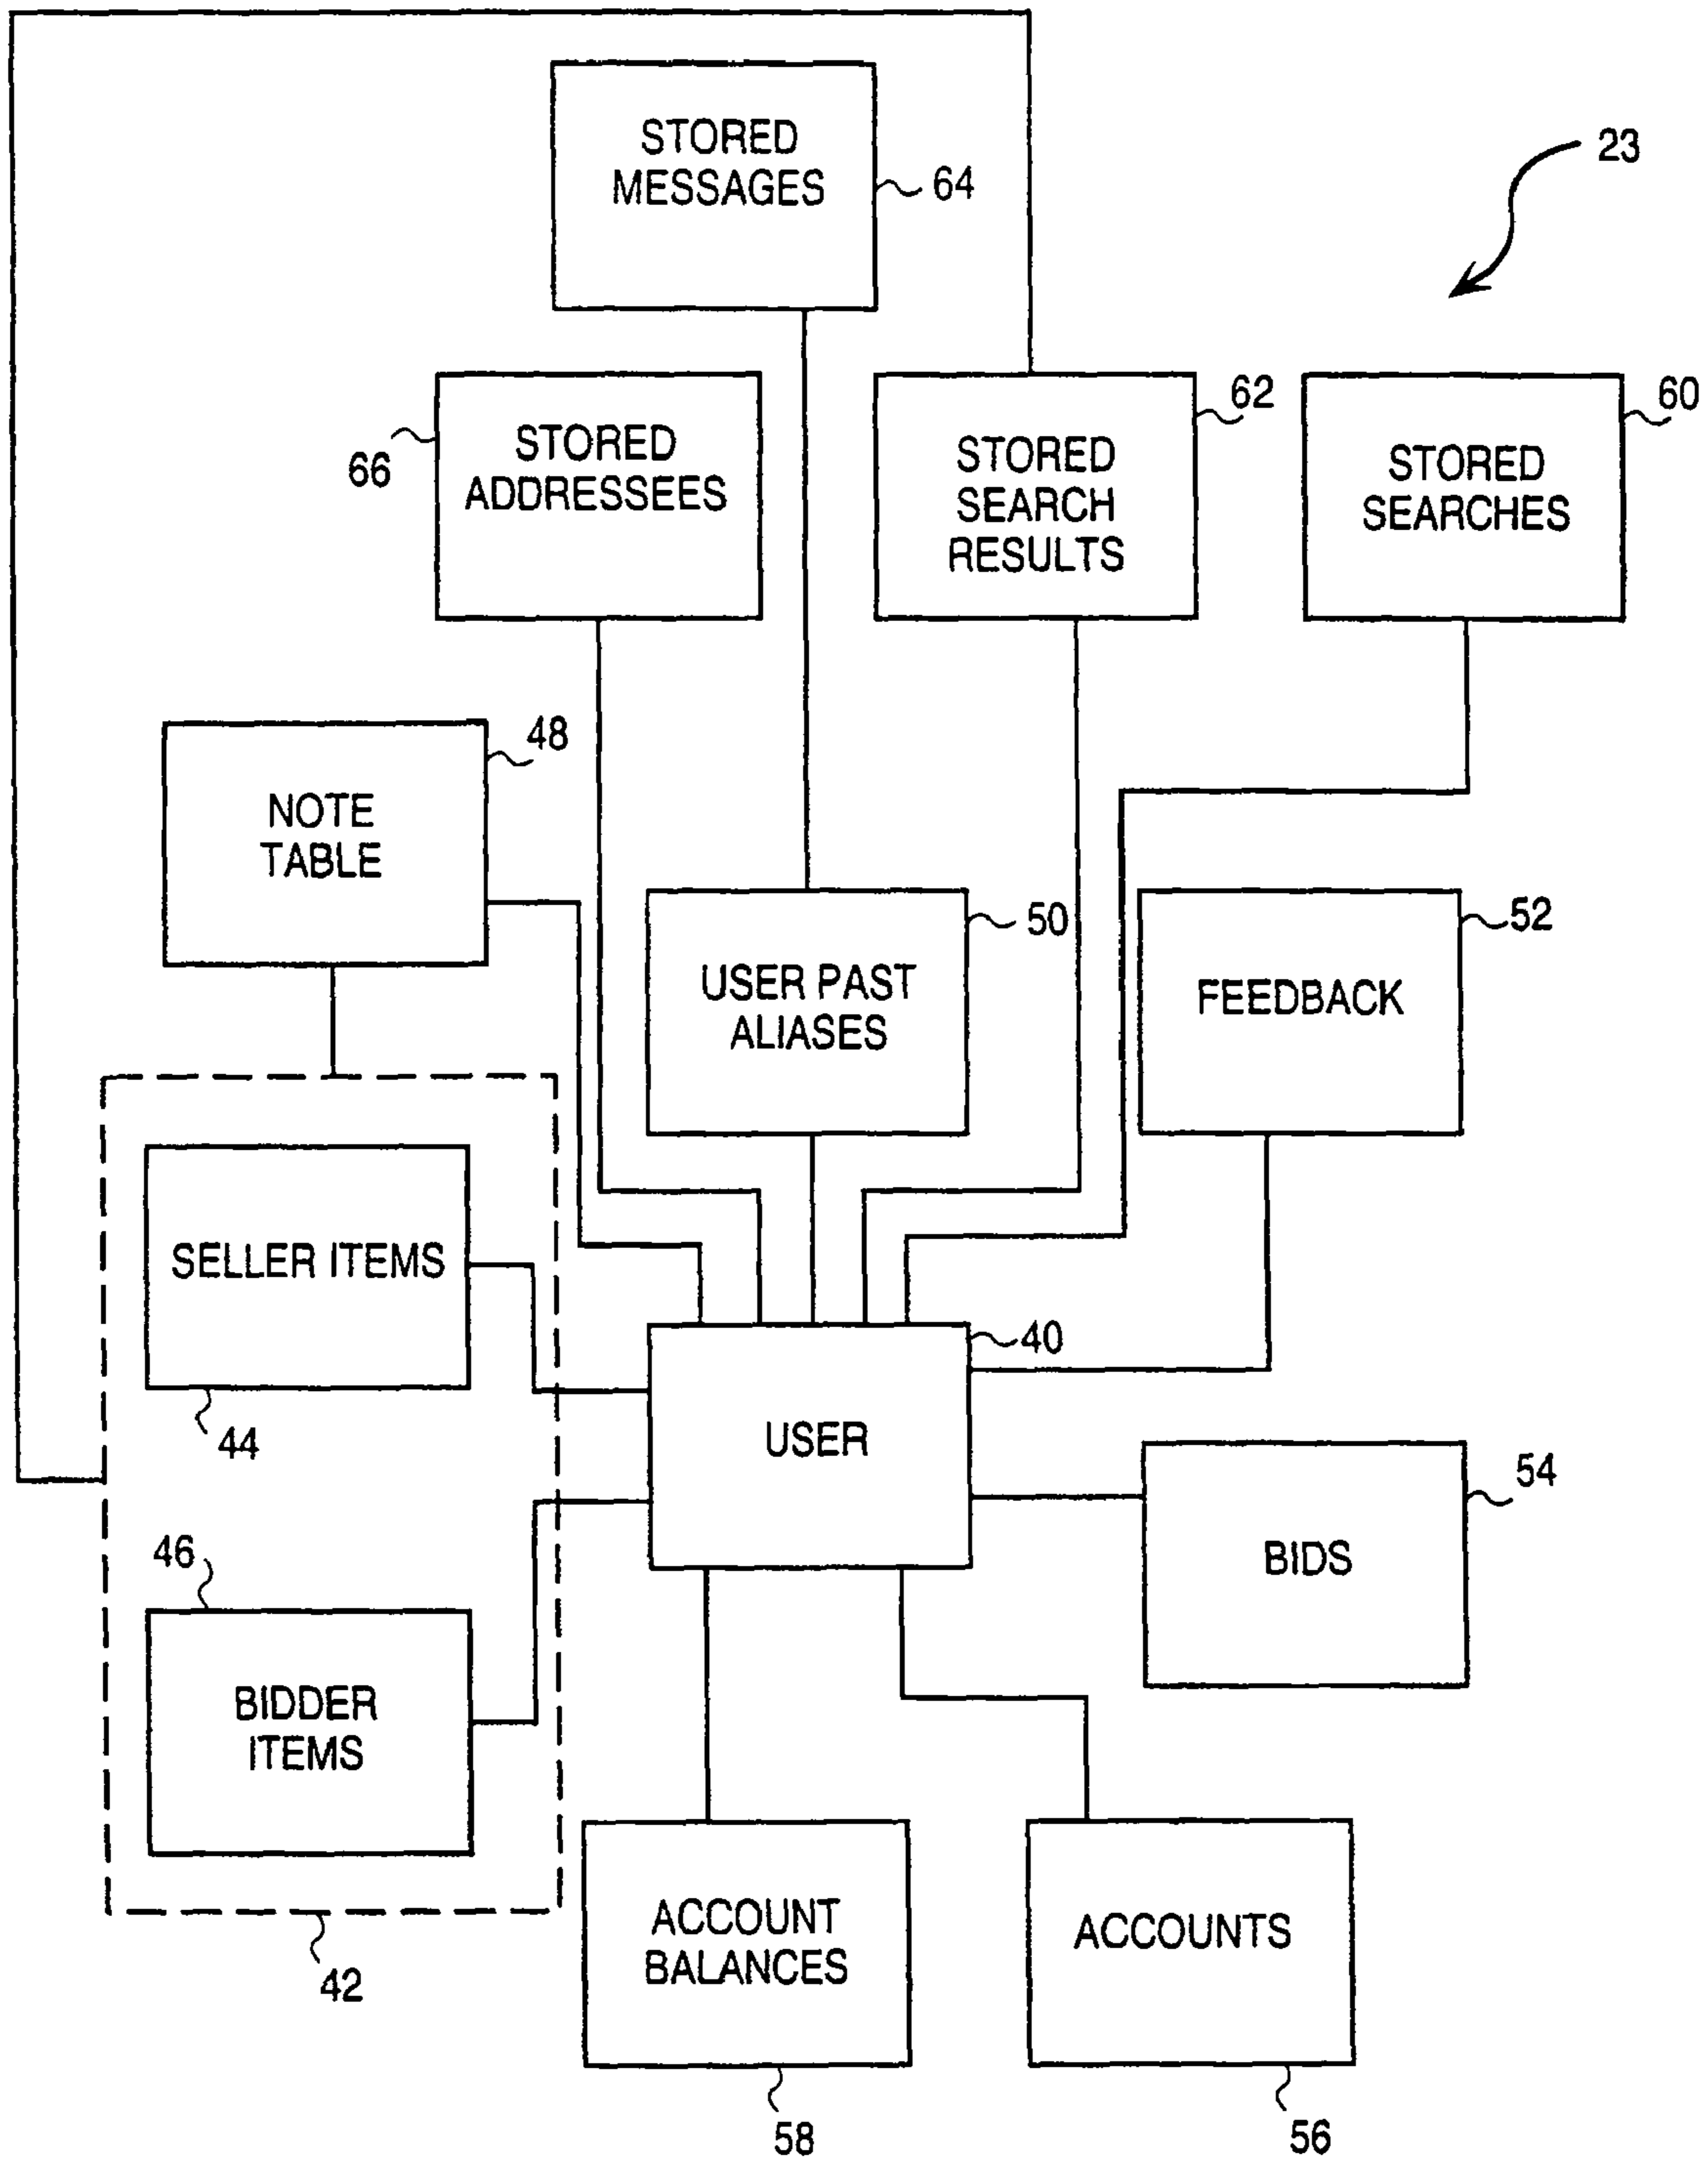 23
STORED
MESSAGES
64
66
STORED
ADDRESSEES
62
STORED
SEARCH
RESULTS
60
STORED
SEARCHES
48
NOTE
TABLE
50
USER PAST
ALIASES
52
FEEDBACK
SELLER ITEMS
44
40
USER
54
BIDS
46
BIDDER
ITEMS
42
ACCOUNT
BALANCES
58
ACCOUNTS
56